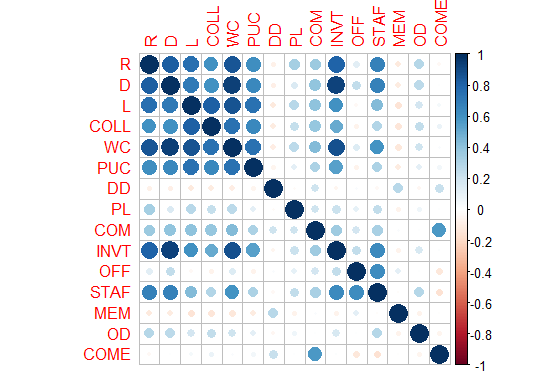 R D L COLL WC PUC DD PL COM INVT OFF STAF MEM OD COME
R
D
L
COLL
WC
PUC
DD
PL
COM
INVT
OFF
STAF
MEM
OD
COME
1
0.8
0.6
0.4
0.2
0
-0.2
-0.4
-0.6
-0.8
-1